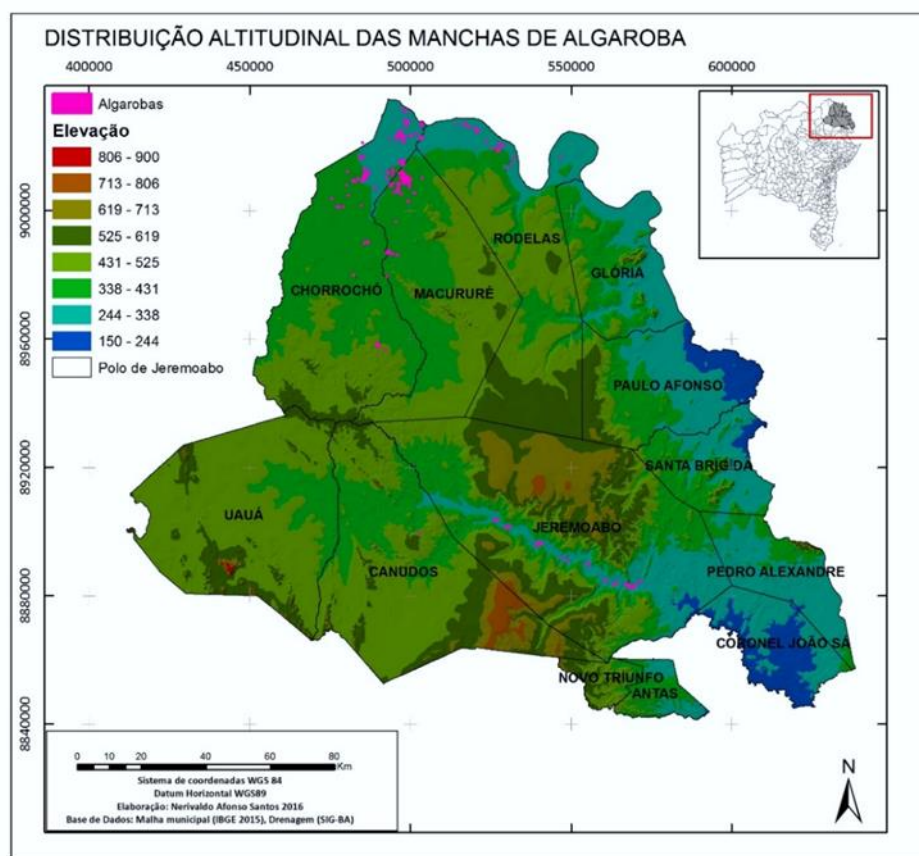 DISTRIBUIÇÃO ALTITUDINAL DAS MANCHAS DE ALGAROBA
400000 450000 500000 550000 600000
Algarobas
Elevação
806 - 900
713 - 806
619 - 713
525 - 619
431 - 525
338 - 431
244 - 338
150 - 244
Polo de Jeremoabo
9000000
8960000
8920000
8880000
8840000
RODELAS
GLÓRIA
CHORROCHÓ
MACURURÉ
PAULO AFONSO
SANTA BRIGIDA
UAUÁ
JEREMOABO
CANUDOS
PEDRO ALEXANDRE
CORONEL JOÃO SÁ
NOVO TRIUNFO
ANTAS
0 10 20 40 60 80
Km
Sistema de coordenadas WGS 84
Datum Horizontal WGS89
Elaboração: Nerivaldo Afonso Santos 2016
Base de Dados: Malha municipal (IBGE 2015), Drenagem (SIG-BA)
N